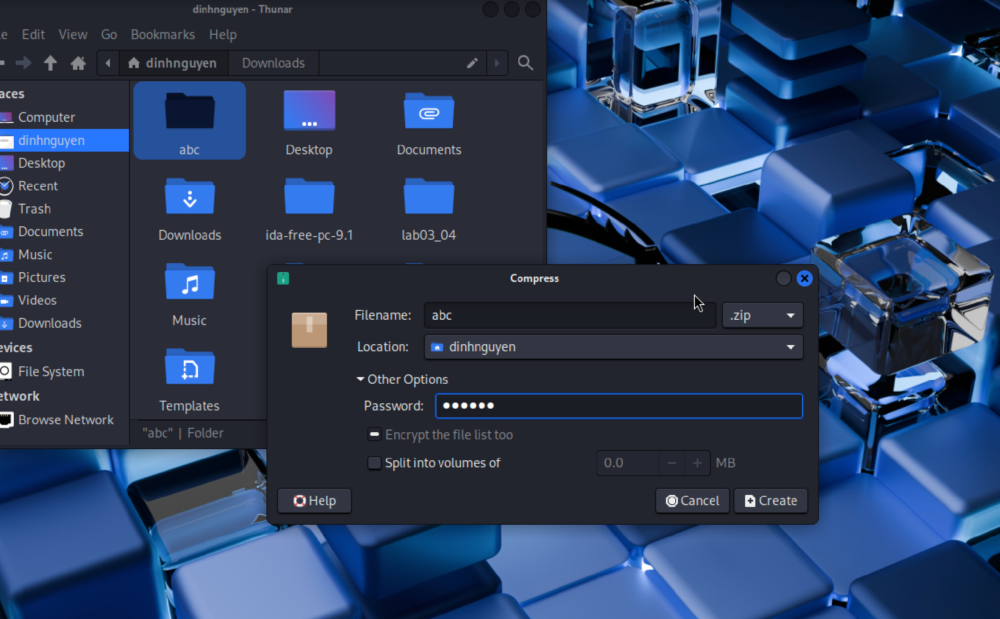 dinhnguyen - Thunar
le Edit View Go Bookmarks Help
dinhnguyen Downloads
aces
Computer
dinhnguyen
Desktop
Recent
Trash
Documents
Music
Pictures
Videos
Downloads
evices
File System
etwork
Browse Network
abc Desktop Documents
Downloads ida-free-pc-9.1 lab03_04
Music
Templates
"abc" | Folder
Compress
Filename: abc .zip
Location: dinhnguyen
Other Options
Password: ●●●●●●
Encrypt the file list too
Split into volumes of 0.0 − + MB
Help Cancel Create